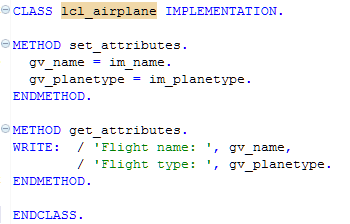 CLASS lcl_airplane IMPLEMENTATION.
METHOD set_attributes.
gv_name = im_name.
gv_planetype = im_planetype.
ENDMETHOD.
METHOD get_attributes.
WRITE: / 'Flight name: ', gv_name,
/ 'Flight type: ', gv_planetype.
ENDMETHOD.
ENDCLASS.